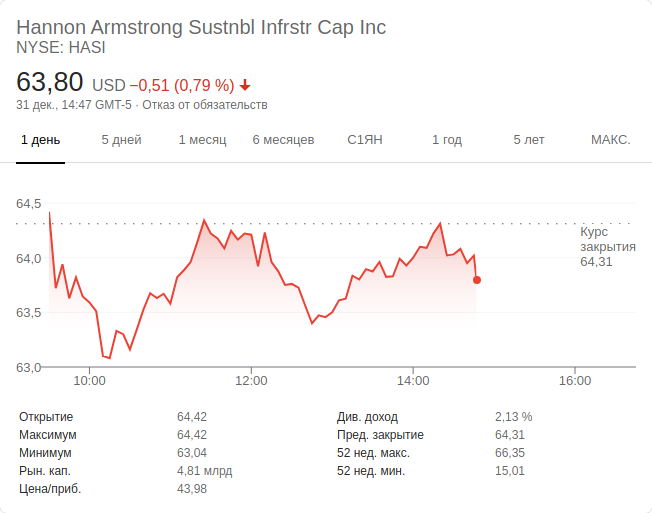 Hannon Armstrong Sustnbl Infrstr Cap Inc
NYSE: HASI
63,80 USD −0,51 (0,79 %)
31 дек., 14:47 GMT-5 · Отказ от обязательств
1 день 5 дней 1 месяц 6 месяцев С1ЯН 1 год 5 лет МАКС.
64,5
64,0
63,5
63,0
Курс
закрытия
64,31
10:00 12:00 14:00 16:00
Открытие 64,42 Див. доход 2,13 %
Максимум 64,42 Пред. закрытие 64,31
Минимум 63,04 52 нед. макс. 66,35
Рын. кап. 4,81 млрд 52 нед. мин. 15,01
Цена/приб. 43,98